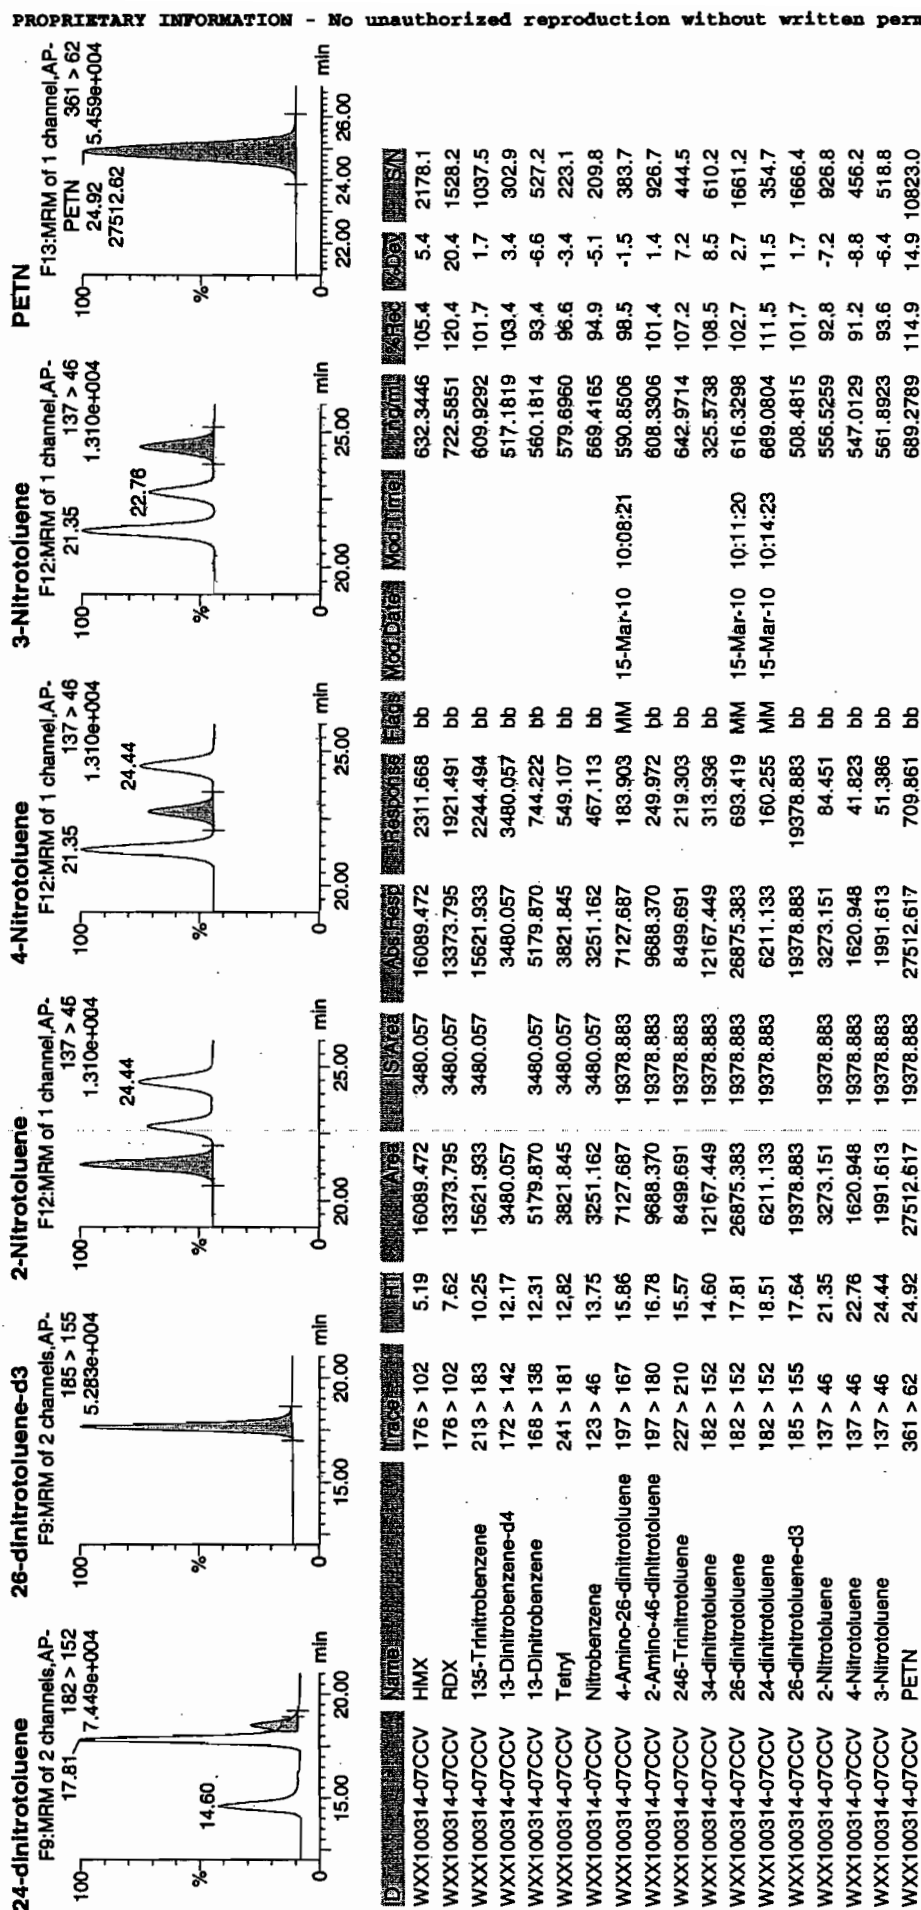 PROPRIETARY INFORMATION - No unauthorized reproduction without written perm
24-dinitrotoluene
F9:MRM of 2 channels,AP-
182 > 152
7.449e+004
17.81
14.60
100
%
0
15.00 20.00 min
26-dinitrotoluene-d3
F9:MRM of 2 channels,AP-
185 > 155
5.283e+004
100
%
0
15.00 20.00 min
2-Nitrotoluene
F12:MRM of 1 channel,AP-
137 > 46
1.310e+004
24.44
100
%
0
20.00 25.00 min
4-Nitrotoluene
F12:MRM of 1 channel,AP-
137 > 46
1.310e+004
21.35
24.44
100
%
0
20.00 25.00 min
3-Nitrotoluene
F12:MRM of 1 channel,AP-
137 > 46
1.310e+004
21.35
22.76
100
%
0
20.00 25.00 min
PETN
F13:MRM of 1 channel,AP-
361 > 62
5.459e+004
PETN
24.92
27512.62
100
%
0
22.00 24.00 26.00 min
ID Name Trace RT Area IS Area Abs Resp Response Flags Mod Date Mod Time ng/ml %Rec %Dev S/N
WXX100314-07CCV HMX 176 > 102 5.19 16089.472 3480.057 16089.472 2311.668 bb 632.3446 105.4 5.4 2178.1
WXX100314-07CCV RDX 176 > 102 7.62 13373.795 3480.057 13373.795 1921.491 bb 722.5851 120.4 20.4 1528.2
WXX100314-07CCV 135-Trinitrobenzene 213 > 183 10.25 15621.933 3480.057 15621.933 2244.494 bb 609.9292 101.7 1.7 1037.5
WXX100314-07CCV 13-Dinitrobenzene-d4 172 > 142 12.17 3480.057 3480.057 3480.057 bb 517.1819 103.4 3.4 302.9
WXX100314-07CCV 13-Dinitrobenzene 168 > 138 12.31 5179.870 3480.057 5179.870 744.222 bb 560.1814 93.4 -6.6 527.2
WXX100314-07CCV Tetryl 241 > 181 12.82 3821.845 3480.057 3821.845 549.107 bb 579.6960 96.6 -3.4 223.1
WXX100314-07CCV Nitrobenzene 123 > 46 13.75 3251.162 3480.057 3251.162 467.113 bb 569.4165 94.9 -5.1 209.8
WXX100314-07CCV 4-Amino-26-dinitrotoluene 197 > 167 15.86 7127.687 19378.883 7127.687 183.903 MM 15-Mar-10 10:08:21 590.8506 98.5 -1.5 383.7
WXX100314-07CCV 2-Amino-46-dinitrotoluene 197 > 180 16.78 9688.370 19378.883 9688.370 249.972 bb 608.3306 101.4 1.4 926.7
WXX100314-07CCV 246-Trinitrotoluene 227 > 210 15.57 8499.691 19378.883 8499.691 219.303 bb 642.9714 107.2 7.2 444.5
WXX100314-07CCV 34-dinitrotoluene 182 > 152 14.60 12167.449 19378.883 12167.449 313.936 bb 325.5738 108.5 8.5 610.2
WXX100314-07CCV 26-dinitrotoluene 182 > 152 17.81 26875.383 19378.883 26875.383 693.419 MM 15-Mar-10 10:11:20 616.3298 102.7 2.7 1661.2
WXX100314-07CCV 24-dinitrotoluene 182 > 152 18.51 6211.133 19378.883 6211.133 160.255 MM 15-Mar-10 10:14:23 669.0804 111.5 11.5 354.7
WXX100314-07CCV 26-dinitrotoluene-d3 185 > 155 17.64 19378.883 19378.883 19378.883 bb 508.4815 101.7 1.7 1666.4
WXX100314-07CCV 2-Nitrotoluene 137 > 46 21.35 3273.151 19378.883 3273.151 84.451 bb 556.5259 92.8 -7.2 926.8
WXX100314-07CCV 4-Nitrotoluene 137 > 46 22.76 1620.948 19378.883 1620.948 41.823 bb 547.0129 91.2 -8.8 456.2
WXX100314-07CCV 3-Nitrotoluene 137 > 46 24.44 1991.613 19378.883 1991.613 51.386 bb 561.8923 93.6 -6.4 518.8
WXX100314-07CCV PETN 361 > 62 24.92 27512.617 19378.883 27512.617 709.861 bb 689.2789 114.9 14.9 10823.0